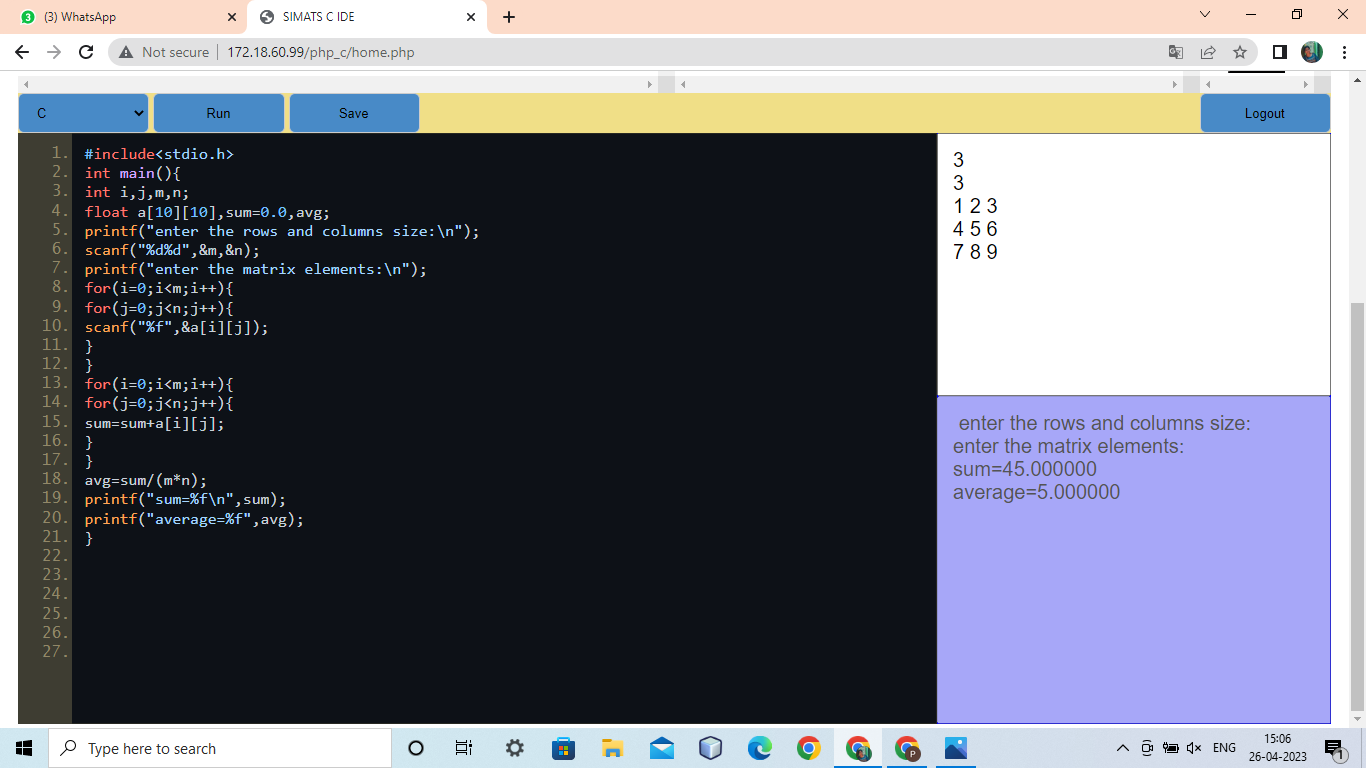 3 (3) WhatsApp
SIMATS C IDE
Not secure | 172.18.60.99/php_c/home.php
C
Run
Save
Logout
1. #include<stdio.h>
2. int main(){
3. int i,j,m,n;
4. float a[10][10],sum=0.0,avg;
5. printf("enter the rows and columns size:\n");
6. scanf("%d%d",&m,&n);
7. printf("enter the matrix elements:\n");
8. for(i=0;i<m;i++){
9. for(j=0;j<n;j++){
10. scanf("%f",&a[i][j]);
11. }
12. }
13. for(i=0;i<m;i++){
14. for(j=0;j<n;j++){
15. sum=sum+a[i][j];
16. }
17. }
18. avg=sum/(m*n);
19. printf("sum=%f\n",sum);
20. printf("average=%f",avg);
21. }
22.
23.
24.
25.
26.
27.
3
3
1 2 3
4 5 6
7 8 9
enter the rows and columns size:
enter the matrix elements:
sum=45.000000
average=5.000000
Type here to search
P
ENG
15:06
26-04-2023
1